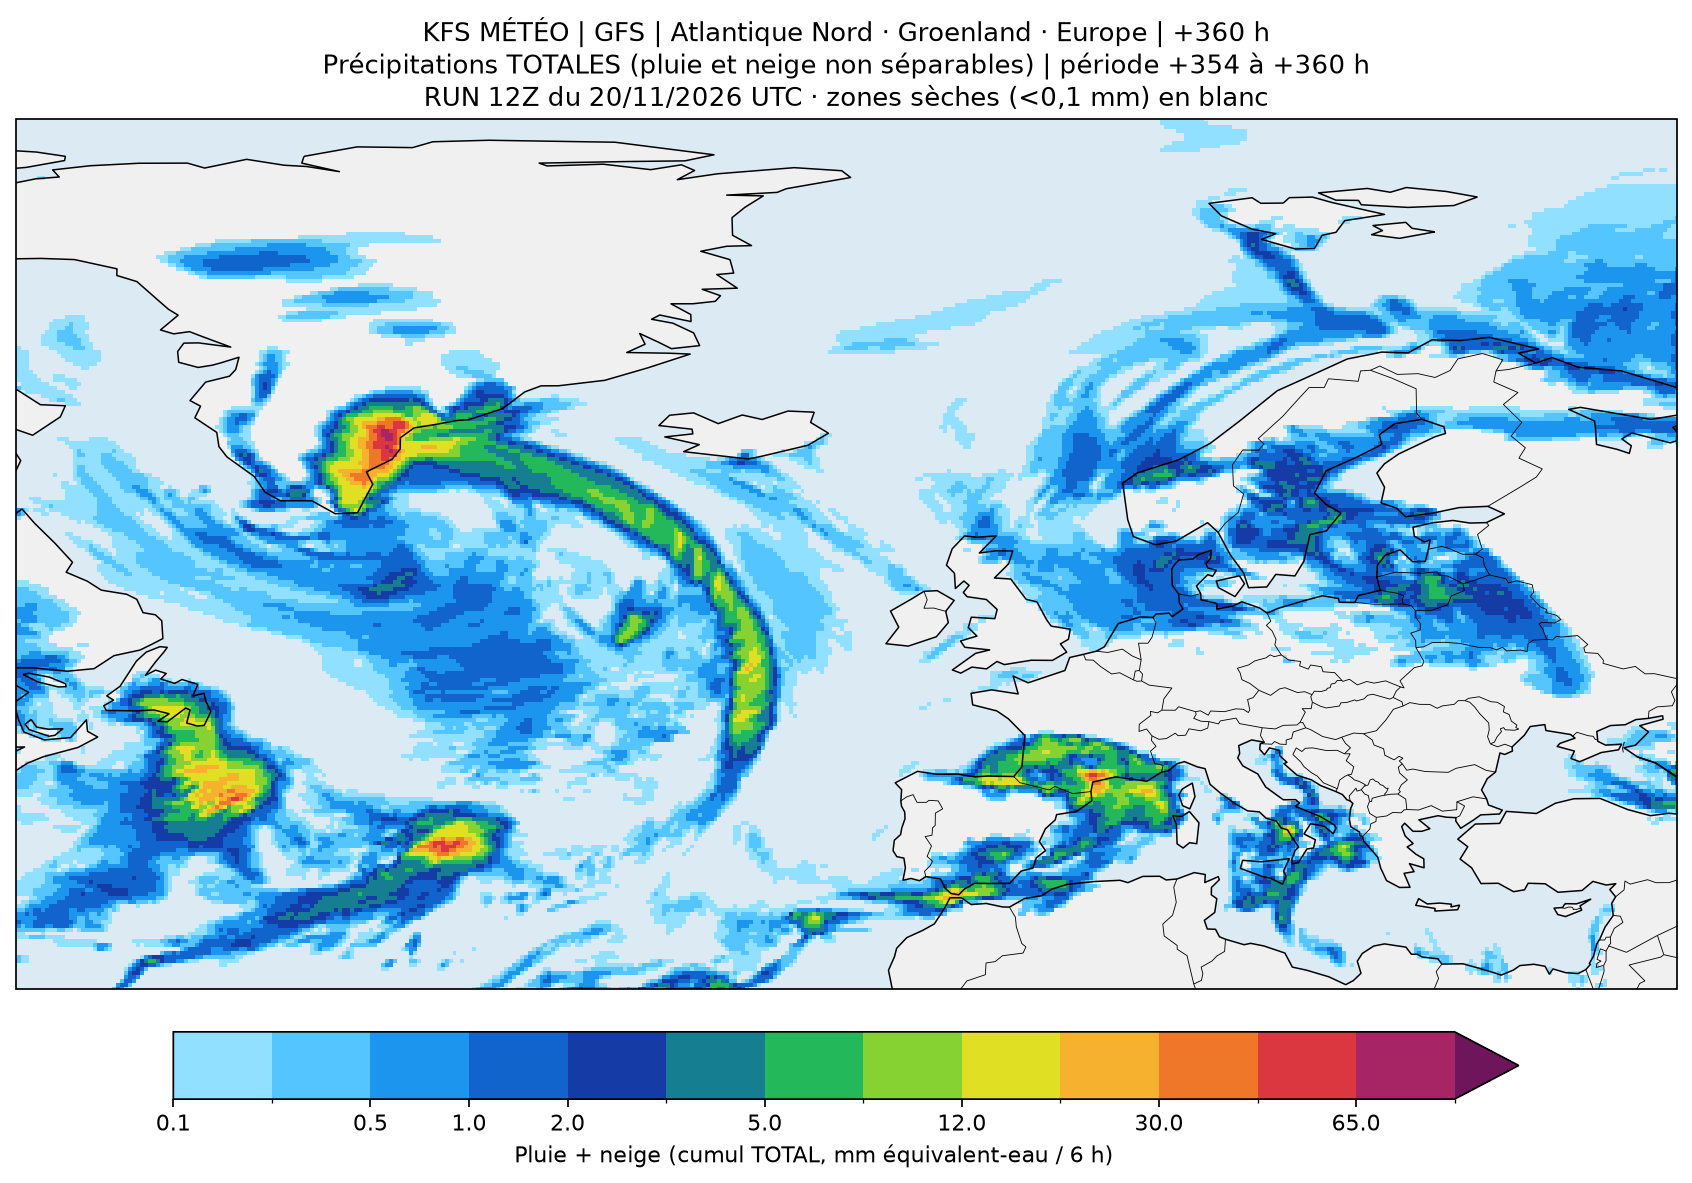 KFS MÉTÉO | GFS | Atlantique Nord · Groenland · Europe | +360 h
Précipitations TOTALES (pluie et neige non séparables) | période +354 à +360 h
RUN 12Z du 20/11/2026 UTC · zones sèches (<0,1 mm) en blanc
0.1 0.5 1.0 2.0 5.0 12.0 30.0 65.0
Pluie + neige (cumul TOTAL, mm équivalent-eau / 6 h)